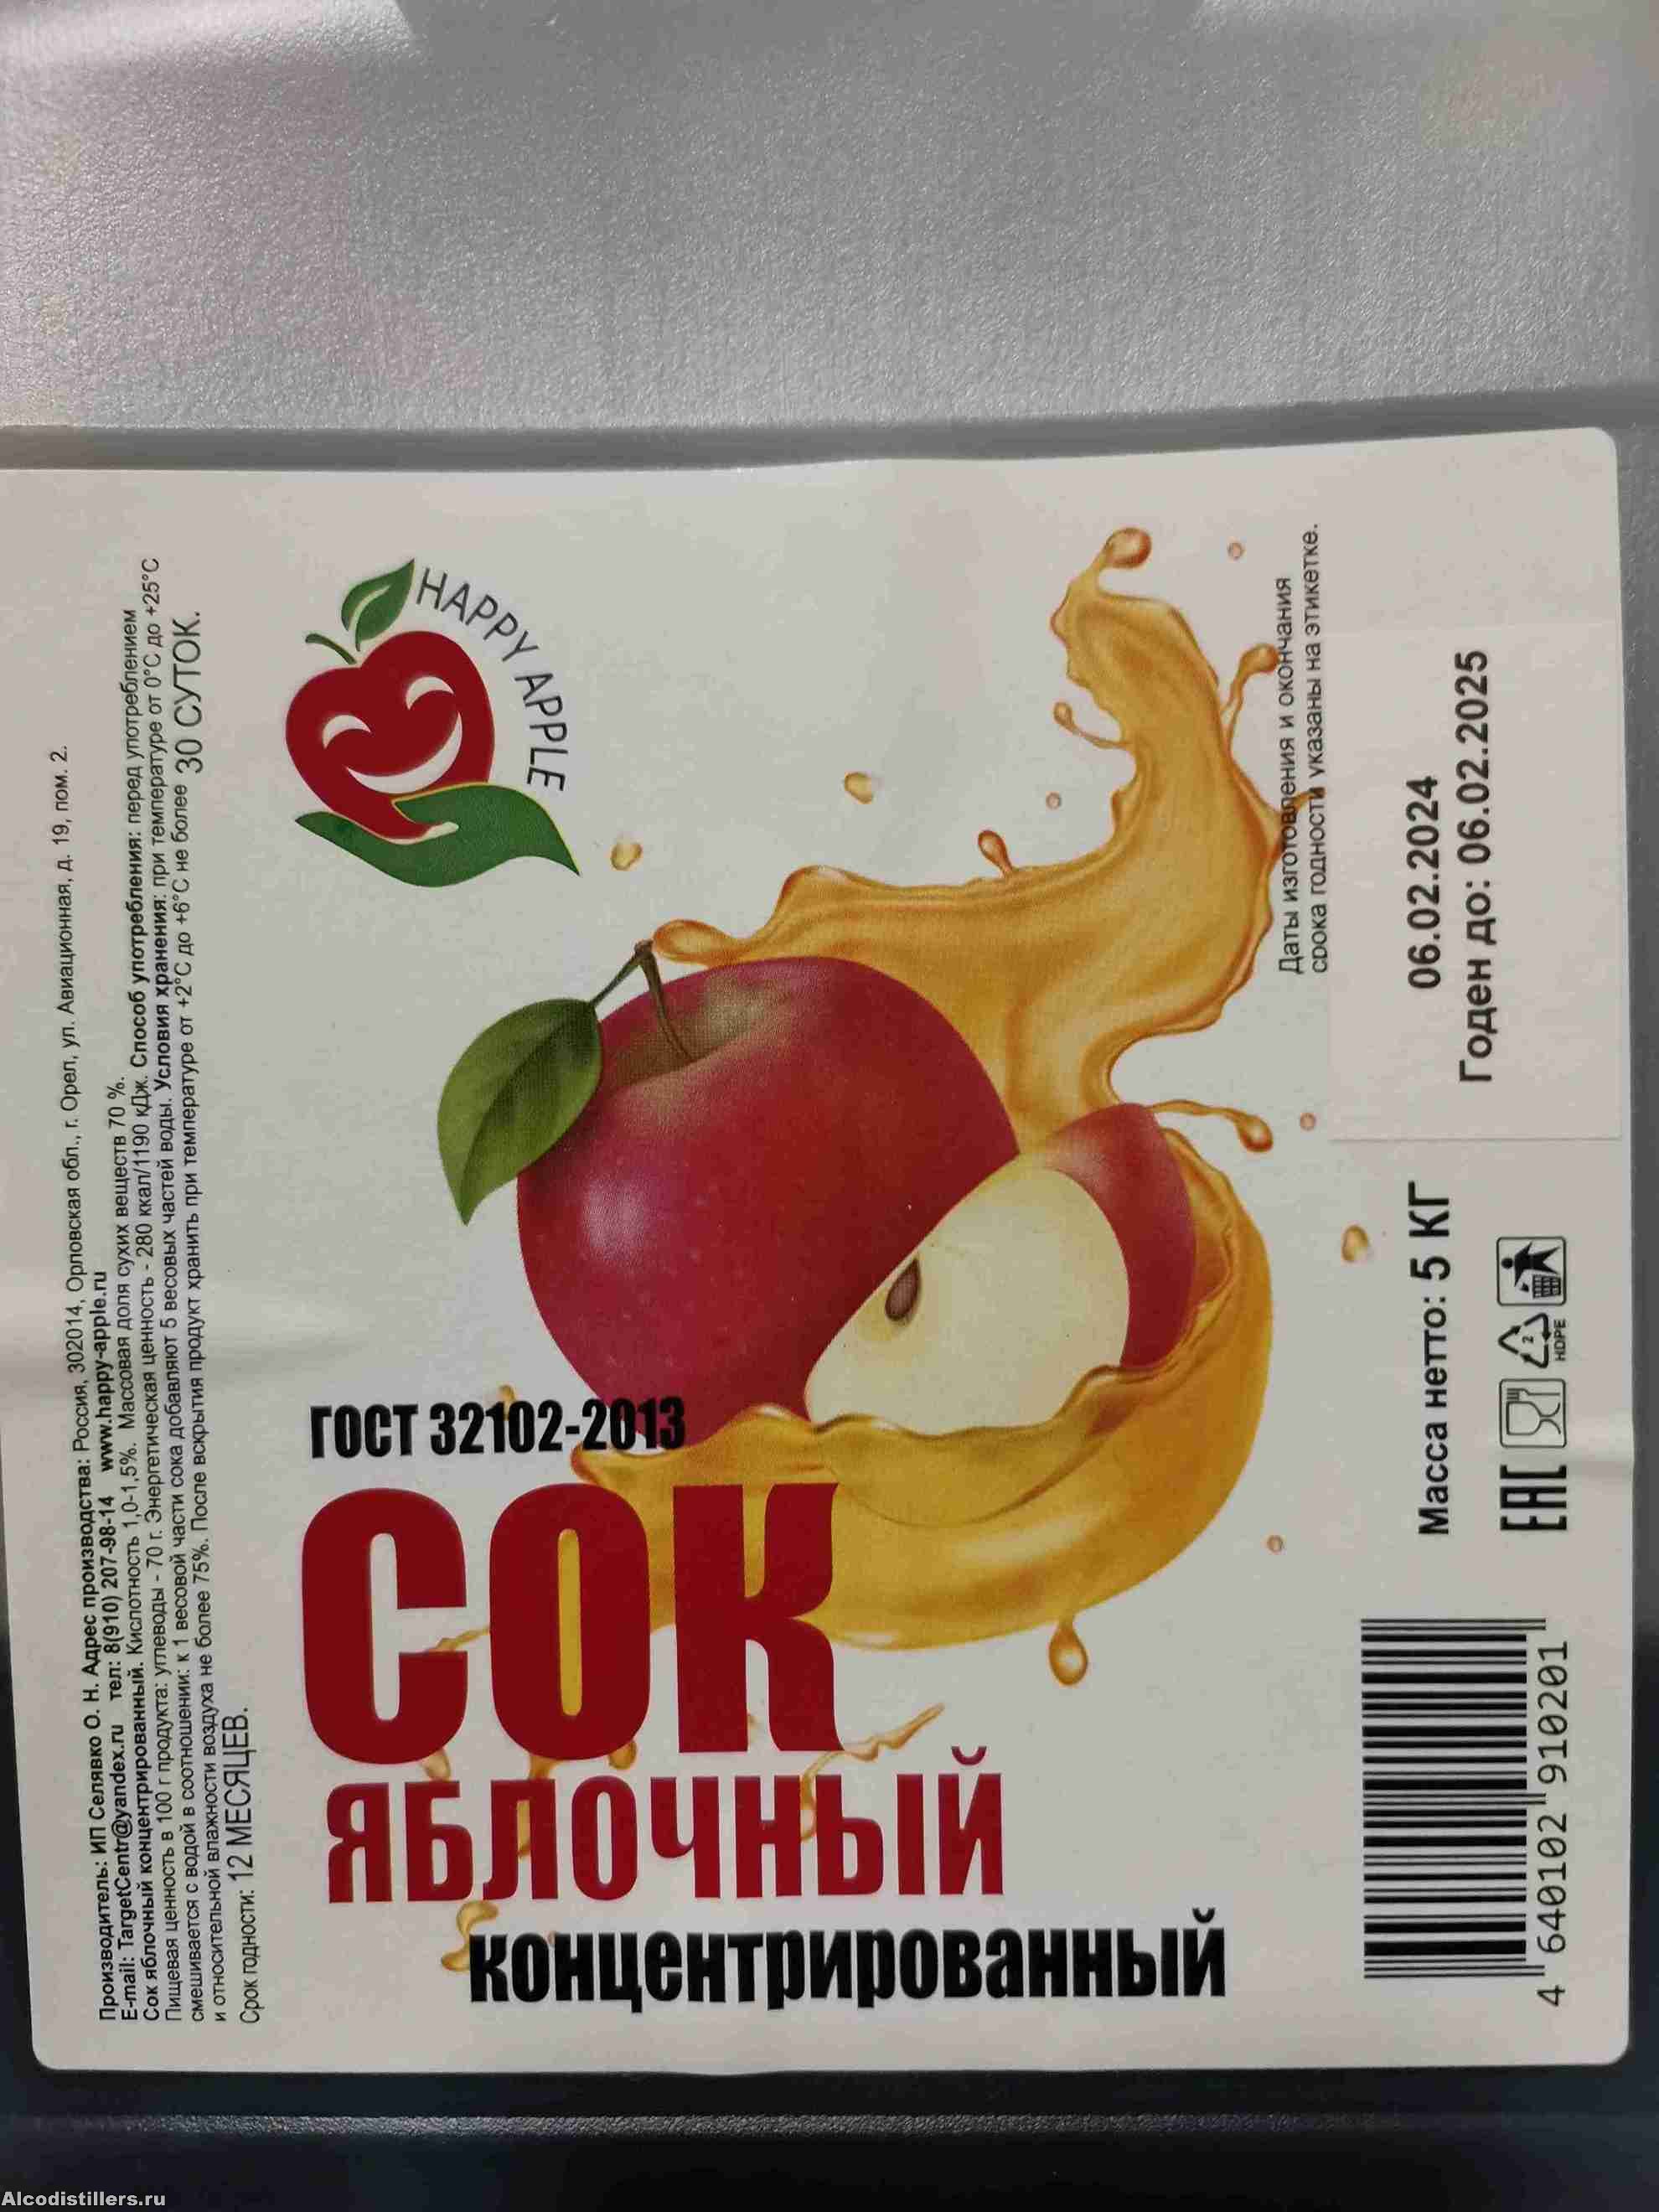 Производитель: ИП Селявко О. Н. Адрес производства: Россия, 302014, Орловская обл., г. Орел, ул. Авиационная, д. 19, пом. 2.
E-mail: TargetCentr@yandex.ru тел: 8(910) 207-98-14 www.happy-apple.ru
Сок яблочный концентрированный. Кислотность 1,0-1,5%. Массовая доля сухих веществ 70 %.
Пищевая ценность в 100 г продукта: углеводы - 70 г. Энергетическая ценность - 280 ккал/1190 кДж. Способ употребления: перед употреблением
смешивается с водой в соотношении: к 1 весовой части сока добавляют 5 весовых частей воды. Условия хранения: при температуре от 0°С до +25°С
и относительной влажности воздуха не более 75%. После вскрытия продукт хранить при температуре от +2°С до +6°С не более 30 СУТОК.
Срок годности: 12 МЕСЯЦЕВ.
HAPPY APPLE
ГОСТ 32102-2013
СОК
ЯБЛОЧНЫЙ
концентрированный
Даты изготовления и окончания
срока годности указаны на этикетке.
06.02.2024
Годен до: 06.02.2025
Масса нетто: 5 КГ
EAC
2
HDPE
4 640102 910201
Alcodistillers.ru